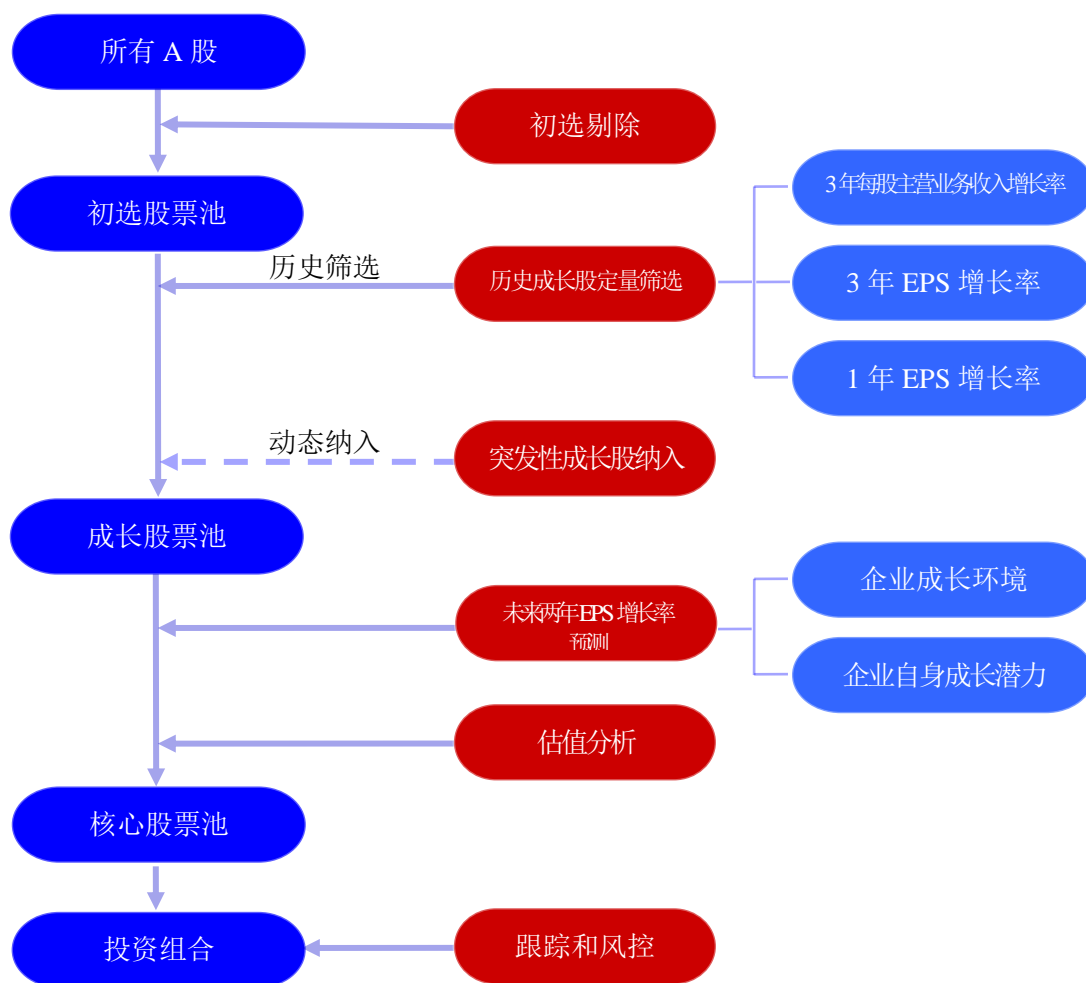 所有 A 股
初选剔除
3 年每股主营业务收入增长率
初选股票池
历史筛选
历史成长股定量筛选
3 年 EPS 增长率
1 年 EPS 增长率
动态纳入
突发性成长股纳入
成长股票池
企业成长环境
未来两年 EPS 增长率
预测
企业自身成长潜力
估值分析
核心股票池
投资组合
跟踪和风控